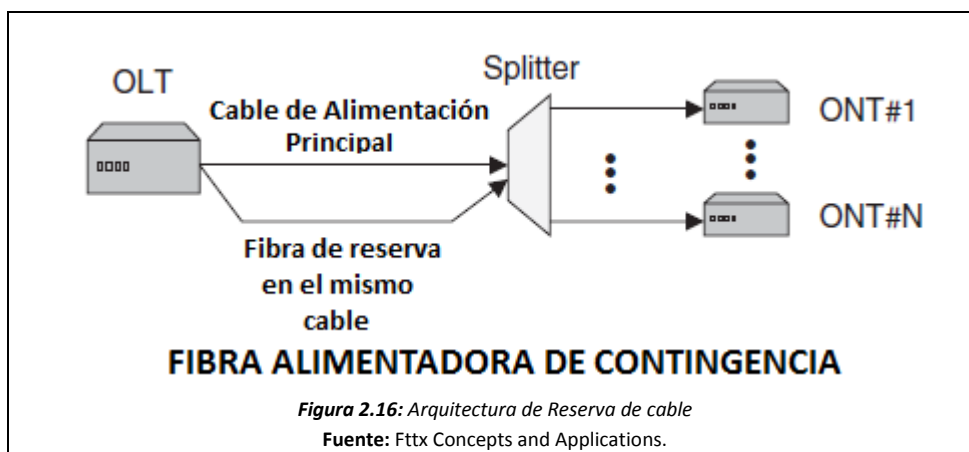 OLT
Splitter
Cable de Alimentación
Principal
ONT#1
ONT#N
Fibra de reserva
en el mismo
cable
FIBRA ALIMENTADORA DE CONTINGENCIA
Figura 2.16: Arquitectura de Reserva de cable
Fuente: Fttx Concepts and Applications.